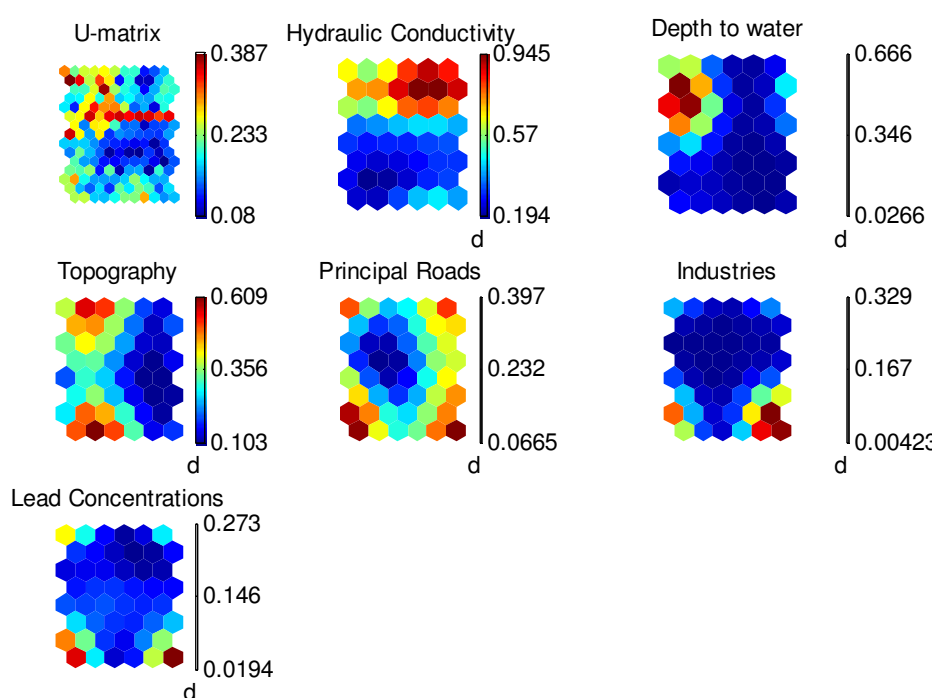 U-matrix
0.387
0.233
0.08
Hydraulic Conductivity
0.945
0.57
0.194
d
Depth to water
0.666
0.346
0.0266
d
Topography
0.609
0.356
0.103
d
Principal Roads
0.397
0.232
0.0665
d
Industries
0.329
0.167
0.00423
d
Lead Concentrations
0.273
0.146
0.0194
d